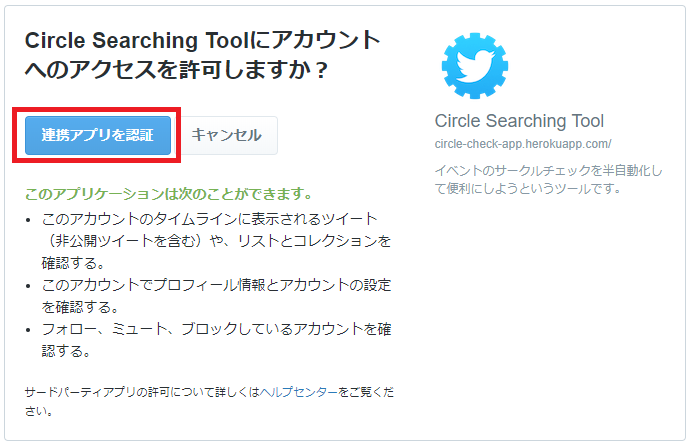 Circle Searching Toolにアカウント
へのアクセスを許可しますか？
連携アプリを認証
キャンセル
このアプリケーションは次のことができます。
• このアカウントのタイムラインに表示されるツイート
（非公開ツイートを含む）や、リストとコレクションを
確認する。
• このアカウントでプロフィール情報とアカウントの設定
を確認する。
• フォロー、ミュート、ブロックしているアカウントを確
認する。
サードパーティアプリの許可について詳しくはヘルプセンターをご覧くだ
さい。
Circle Searching Tool
circle-check-app.herokuapp.com/
イベントのサークルチェックを半自動化し
て便利にしようというツールです。